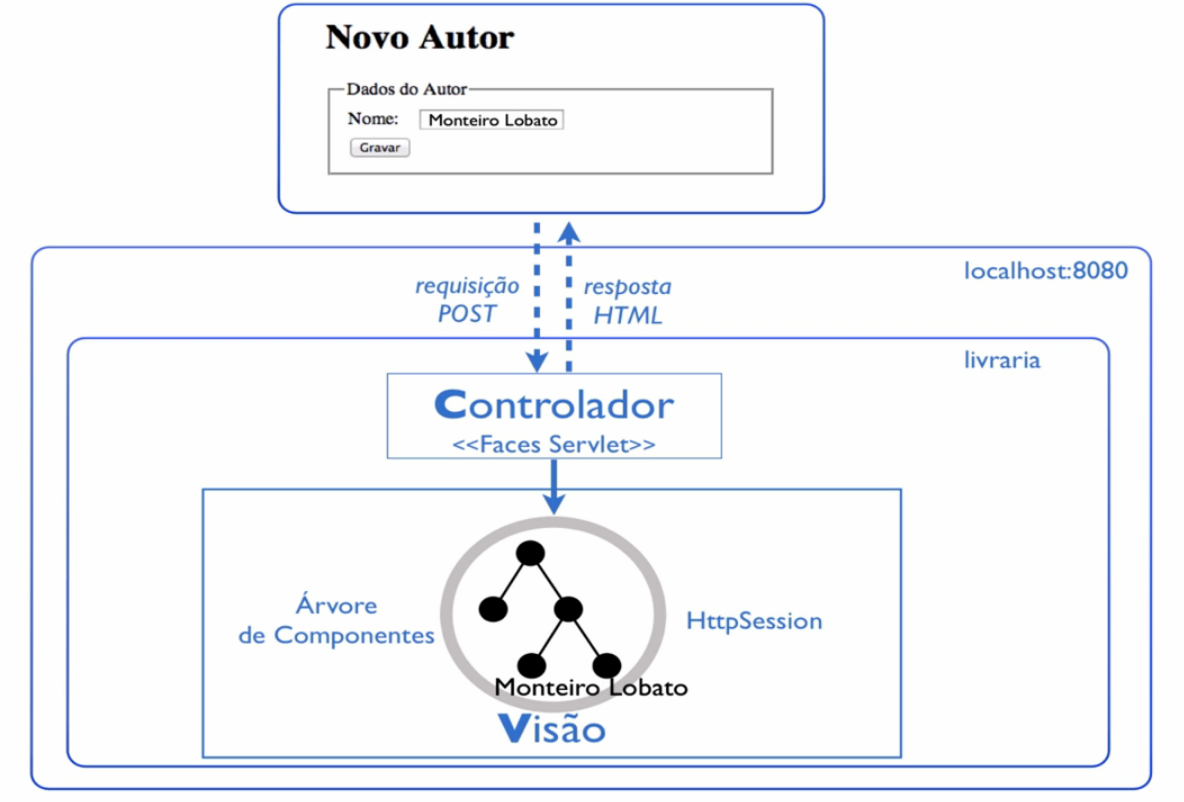 Novo Autor
Dados do Autor
Nome: Monteiro Lobato
Gravar
localhost:8080
requisição
POST
resposta
HTML
livraria
Controlador
<<Faces Servlet>>
Árvore
de Componentes
HttpSession
Monteiro Lobato
Visão